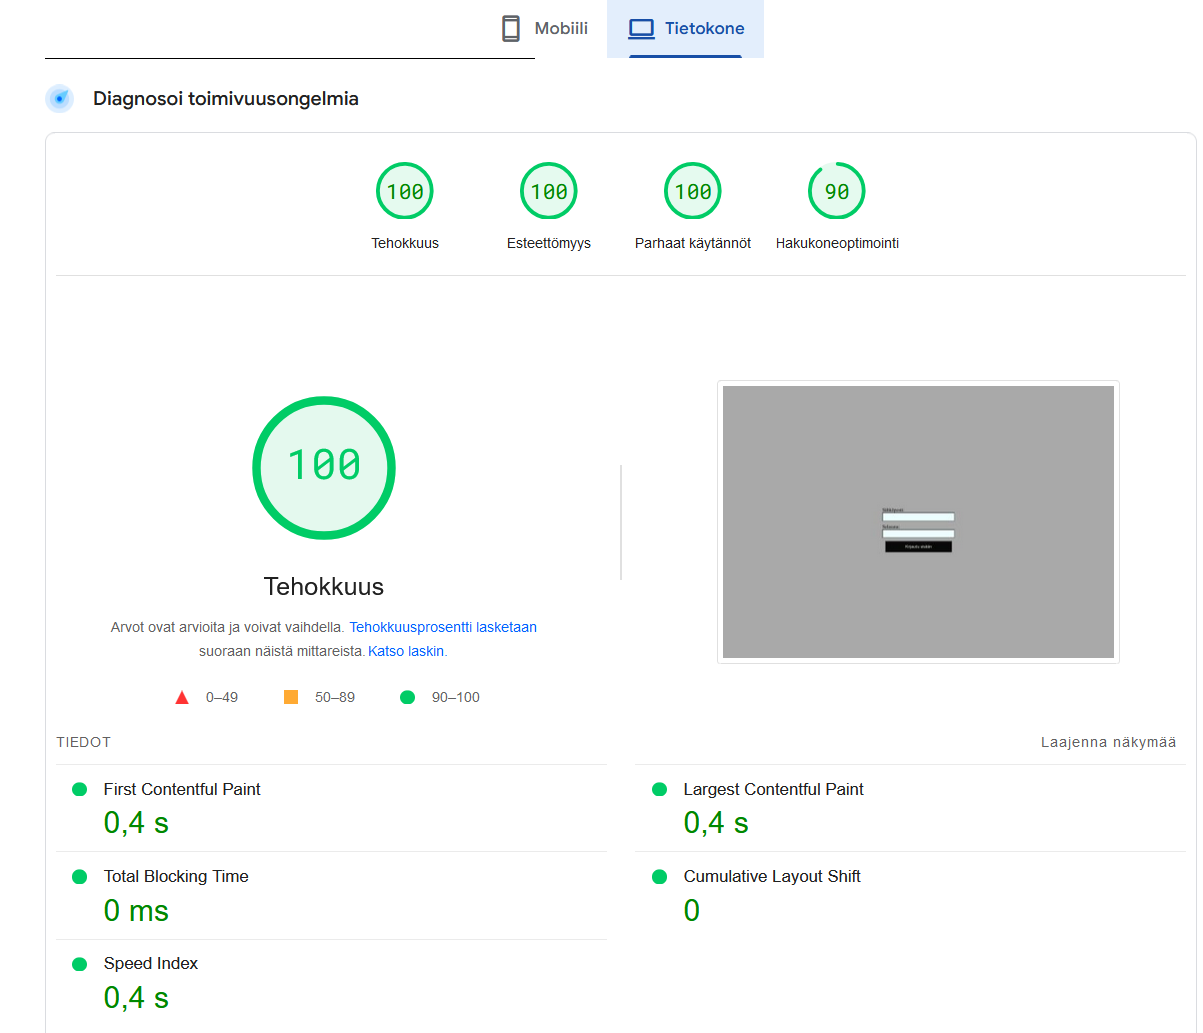 Mobiili
Tietokone
Diagnosoi toimivuusongelmia
100
100
100
90
Tehokkuus
Esteettömyys
Parhaat käytännöt
Hakukoneoptimointi
100
Tehokkuus
Arvot ovat arvioita ja voivat vaihdella. Tehokkuusprosentti lasketaan
suoraan näistä mittareista. Katso laskin.
0–49
50–89
90–100
Kirjaudu sisään
TIEDOT
Laajenna näkymää
First Contentful Paint
0,4 s
Largest Contentful Paint
0,4 s
Total Blocking Time
0 ms
Cumulative Layout Shift
0
Speed Index
0,4 s